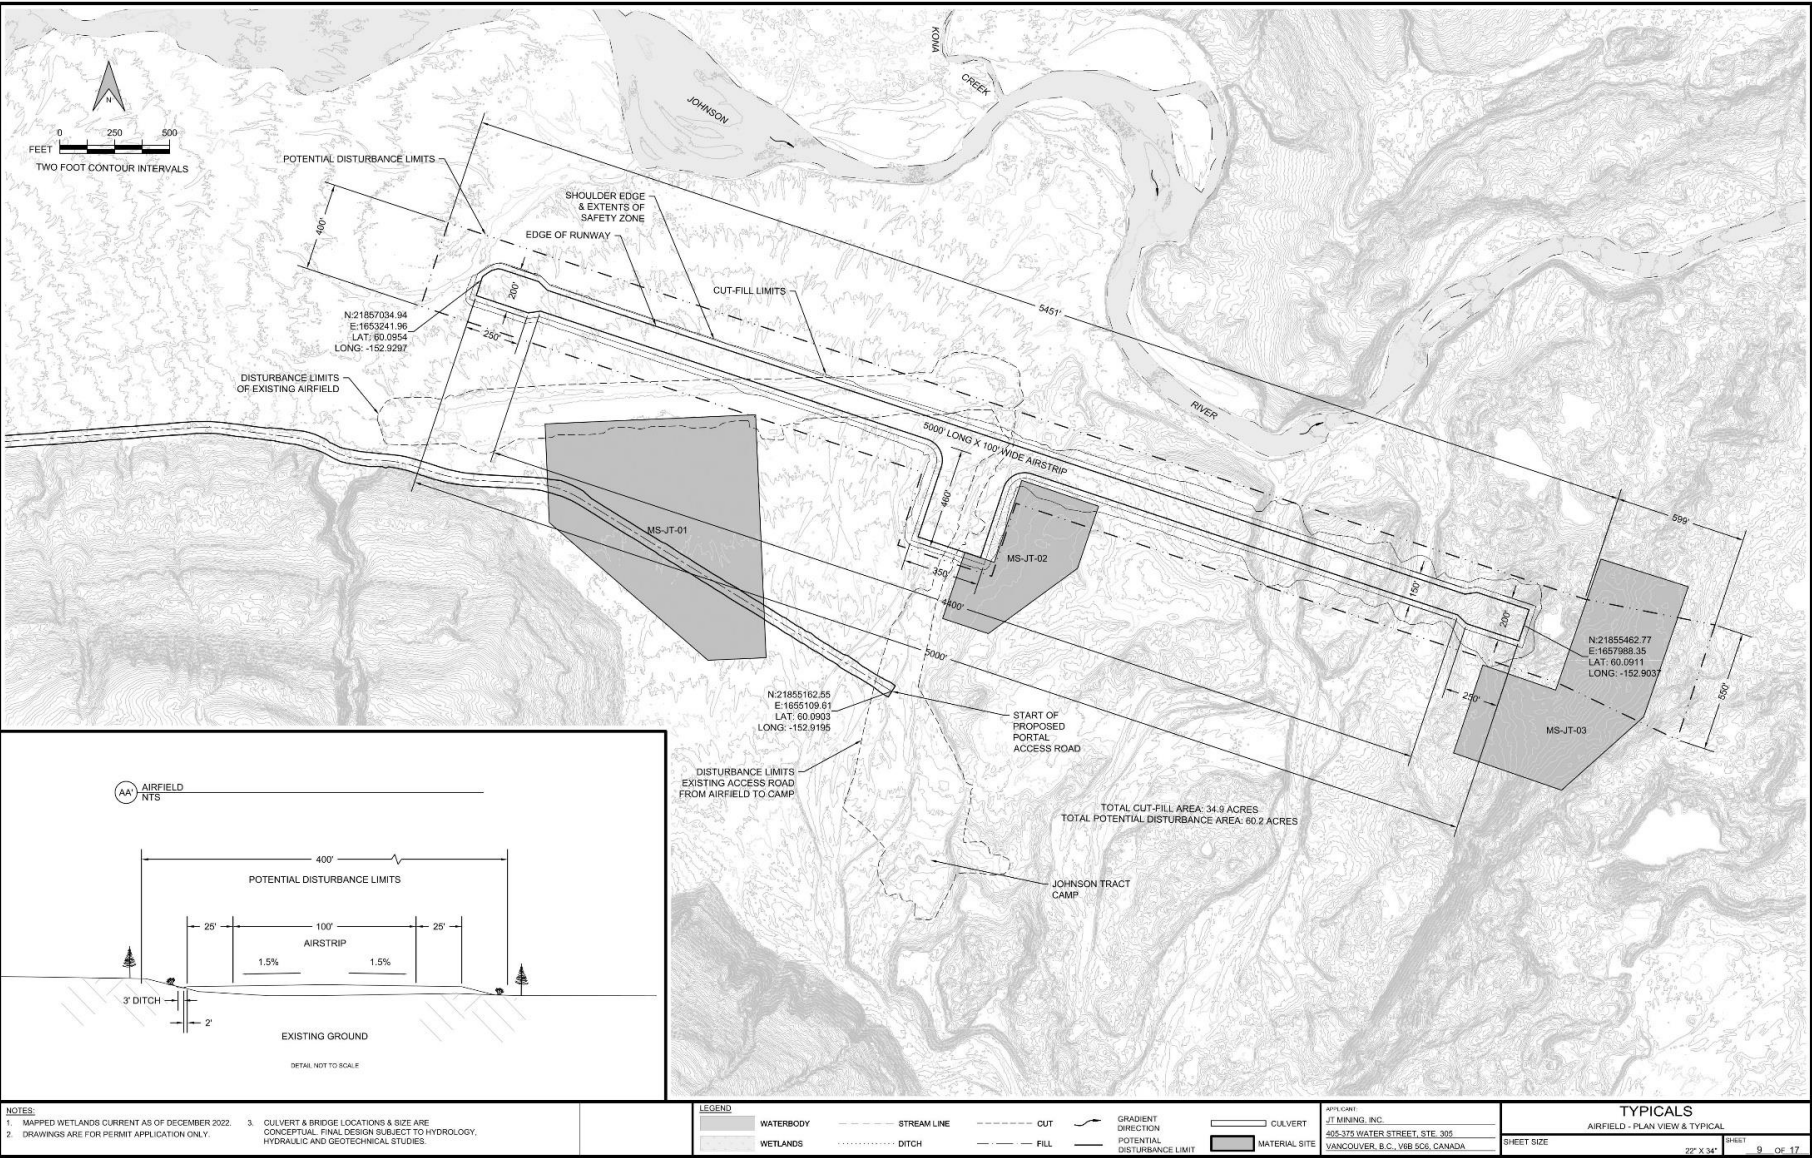 KONA
CREEK
JOHNSON
N
0 250 500
FEET
TWO FOOT CONTOUR INTERVALS
POTENTIAL DISTURBANCE LIMITS
400'
SHOULDER EDGE
& EXTENTS OF
SAFETY ZONE
EDGE OF RUNWAY
CUT-FILL LIMITS
5451'
200'
250'
N:21857034.94
E:1653241.96
LAT: 60.0954
LONG: -152.9297
DISTURBANCE LIMITS
OF EXISTING AIRFIELD
RIVER
5000' LONG X 100' WIDE AIRSTRIP
460'
MS-JT-01
MS-JT-02
350'
4400'
5000'
599'
150'
200'
N:21855462.77
E:1657988.35
LAT: 60.0911
LONG: -152.9037
550'
250'
MS-JT-03
N:21855162.55
E:1655109.61
LAT: 60.0903
LONG: -152.9195
START OF
PROPOSED
PORTAL
ACCESS ROAD
DISTURBANCE LIMITS
EXISTING ACCESS ROAD
FROM AIRFIELD TO CAMP
TOTAL CUT-FILL AREA: 34.9 ACRES
TOTAL POTENTIAL DISTURBANCE AREA: 60.2 ACRES
JOHNSON TRACT
CAMP
AA' AIRFIELD
NTS
400'
POTENTIAL DISTURBANCE LIMITS
25' 100' 25'
AIRSTRIP
1.5% 1.5%
3' DITCH
2'
EXISTING GROUND
DETAIL NOT TO SCALE
NOTES:
1. MAPPED WETLANDS CURRENT AS OF DECEMBER 2022.
2. DRAWINGS ARE FOR PERMIT APPLICATION ONLY.
3. CULVERT & BRIDGE LOCATIONS & SIZE ARE
CONCEPTUAL. FINAL DESIGN SUBJECT TO HYDROLOGY,
HYDRAULIC AND GEOTECHNICAL STUDIES.
LEGEND
WATERBODY
WETLANDS
STREAM LINE
DITCH
CUT
FILL
GRADIENT
DIRECTION
POTENTIAL
DISTURBANCE LIMIT
CULVERT
MATERIAL SITE
APPLICANT:
JT MINING, INC.
405-375 WATER STREET, STE. 305
VANCOUVER, B.C., V6B 5C6, CANADA
TYPICALS
AIRFIELD - PLAN VIEW & TYPICAL
SHEET SIZE
22" X 34"
SHEET
9 OF 17